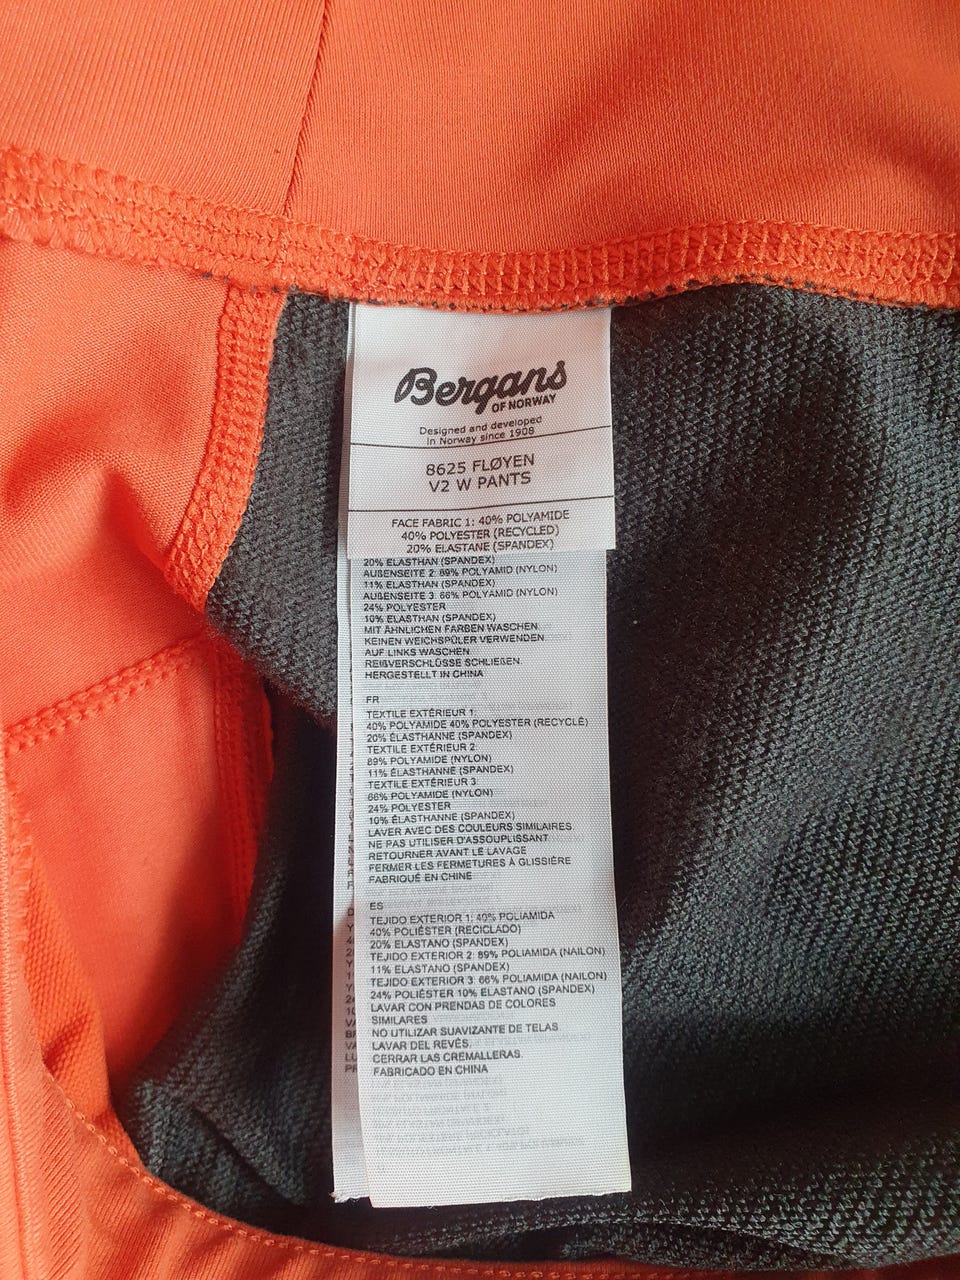 Bergans
OF NORWAY
Designed and developed
in Norway since 1908
8625 FLØYEN
V2 W PANTS
FACE FABRIC 1: 40% POLYAMIDE
40% POLYESTER (RECYCLED)
20% ELASTANE (SPANDEX)
20% ELASTHAN (SPANDEX)
AUßENSEITE 2: 89% POLYAMID (NYLON)
11% ELASTHAN (SPANDEX)
AUßENSEITE 3: 66% POLYAMID (NYLON)
24% POLYESTER
10% ELASTHAN (SPANDEX)
MIT ÄHNLICHEN FARBEN WASCHEN.
KEINEN WEICHSPÜLER VERWENDEN.
AUF LINKS WASCHEN.
REIßVERSCHLÜSSE SCHLIEßEN.
HERGESTELLT IN CHINA
FR
TEXTILE EXTÉRIEUR 1:
40% POLYAMIDE 40% POLYESTER (RECYCLÉ)
20% ÉLASTHANNE (SPANDEX)
TEXTILE EXTÉRIEUR 2:
89% POLYAMIDE (NYLON)
11% ÉLASTHANNE (SPANDEX)
TEXTILE EXTÉRIEUR 3:
66% POLYAMIDE (NYLON)
24% POLYESTER
10% ÉLASTHANNE (SPANDEX)
LAVER AVEC DES COULEURS SIMILAIRES.
NE PAS UTILISER D'ASSOUPLISSANT.
RETOURNER AVANT LE LAVAGE
FERMER LES FERMETURES À GLISSIÈRE
FABRIQUÉ EN CHINE
ES
TEJIDO EXTERIOR 1: 40% POLIAMIDA
40% POLIÉSTER (RECICLADO)
20% ELASTANO (SPANDEX)
TEJIDO EXTERIOR 2: 89% POLIAMIDA (NAILON)
11% ELASTANO (SPANDEX)
TEJIDO EXTERIOR 3: 66% POLIAMIDA (NAILON)
24% POLIÉSTER 10% ELASTANO (SPANDEX)
LAVAR CON PRENDAS DE COLORES
SIMILARES
NO UTILIZAR SUAVIZANTE DE TELAS.
LAVAR DEL REVÉS.
CERRAR LAS CREMALLERAS.
FABRICADO EN CHINA